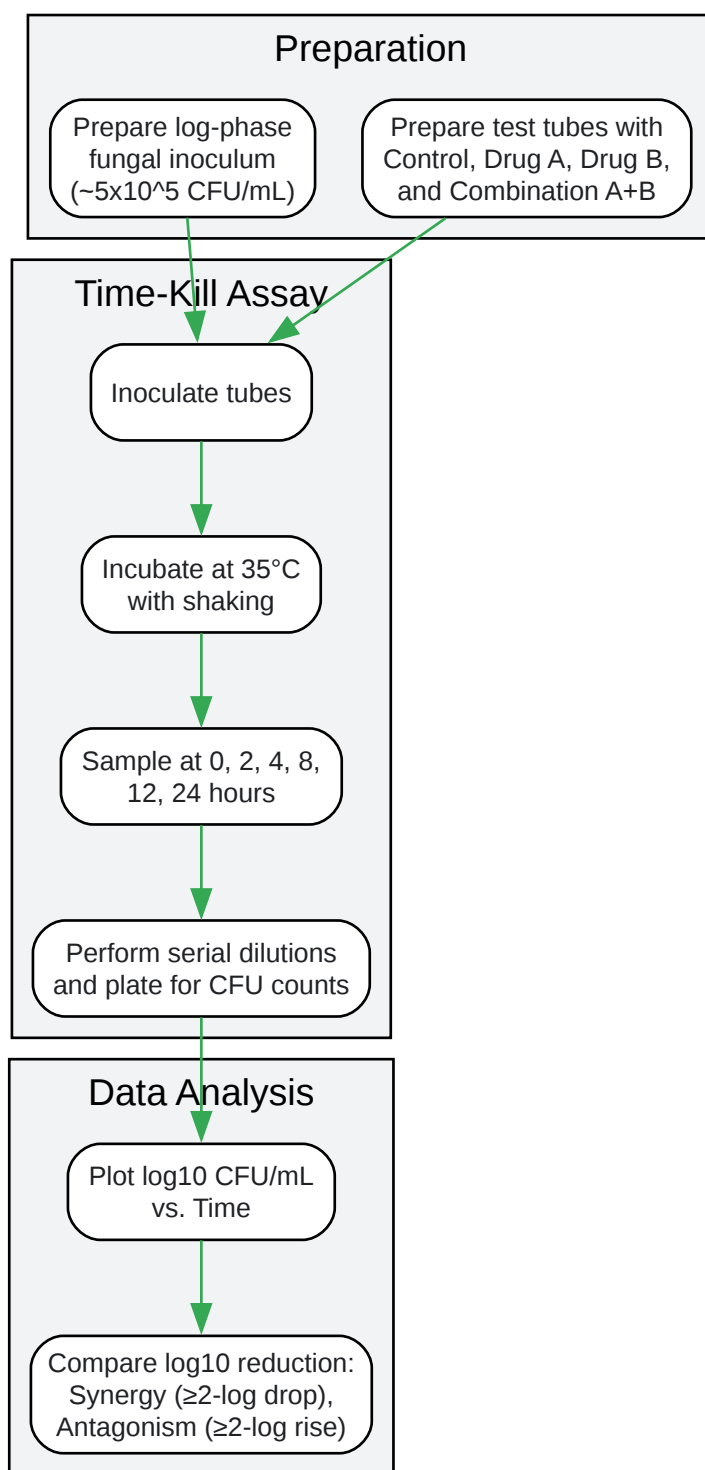 Preparation
Prepare log-phase
fungal inoculum
(~5x10^5 CFU/mL)
Prepare test tubes with
Control, Drug A, Drug B,
and Combination A+B
Time-Kill Assay
Inoculate tubes
Incubate at 35°C
with shaking
Sample at 0, 2, 4, 8,
12, 24 hours
Perform serial dilutions
and plate for CFU counts
Data Analysis
Plot log10 CFU/mL
vs. Time
Compare log10 reduction:
Synergy (≥2-log drop),
Antagonism (≥2-log rise)